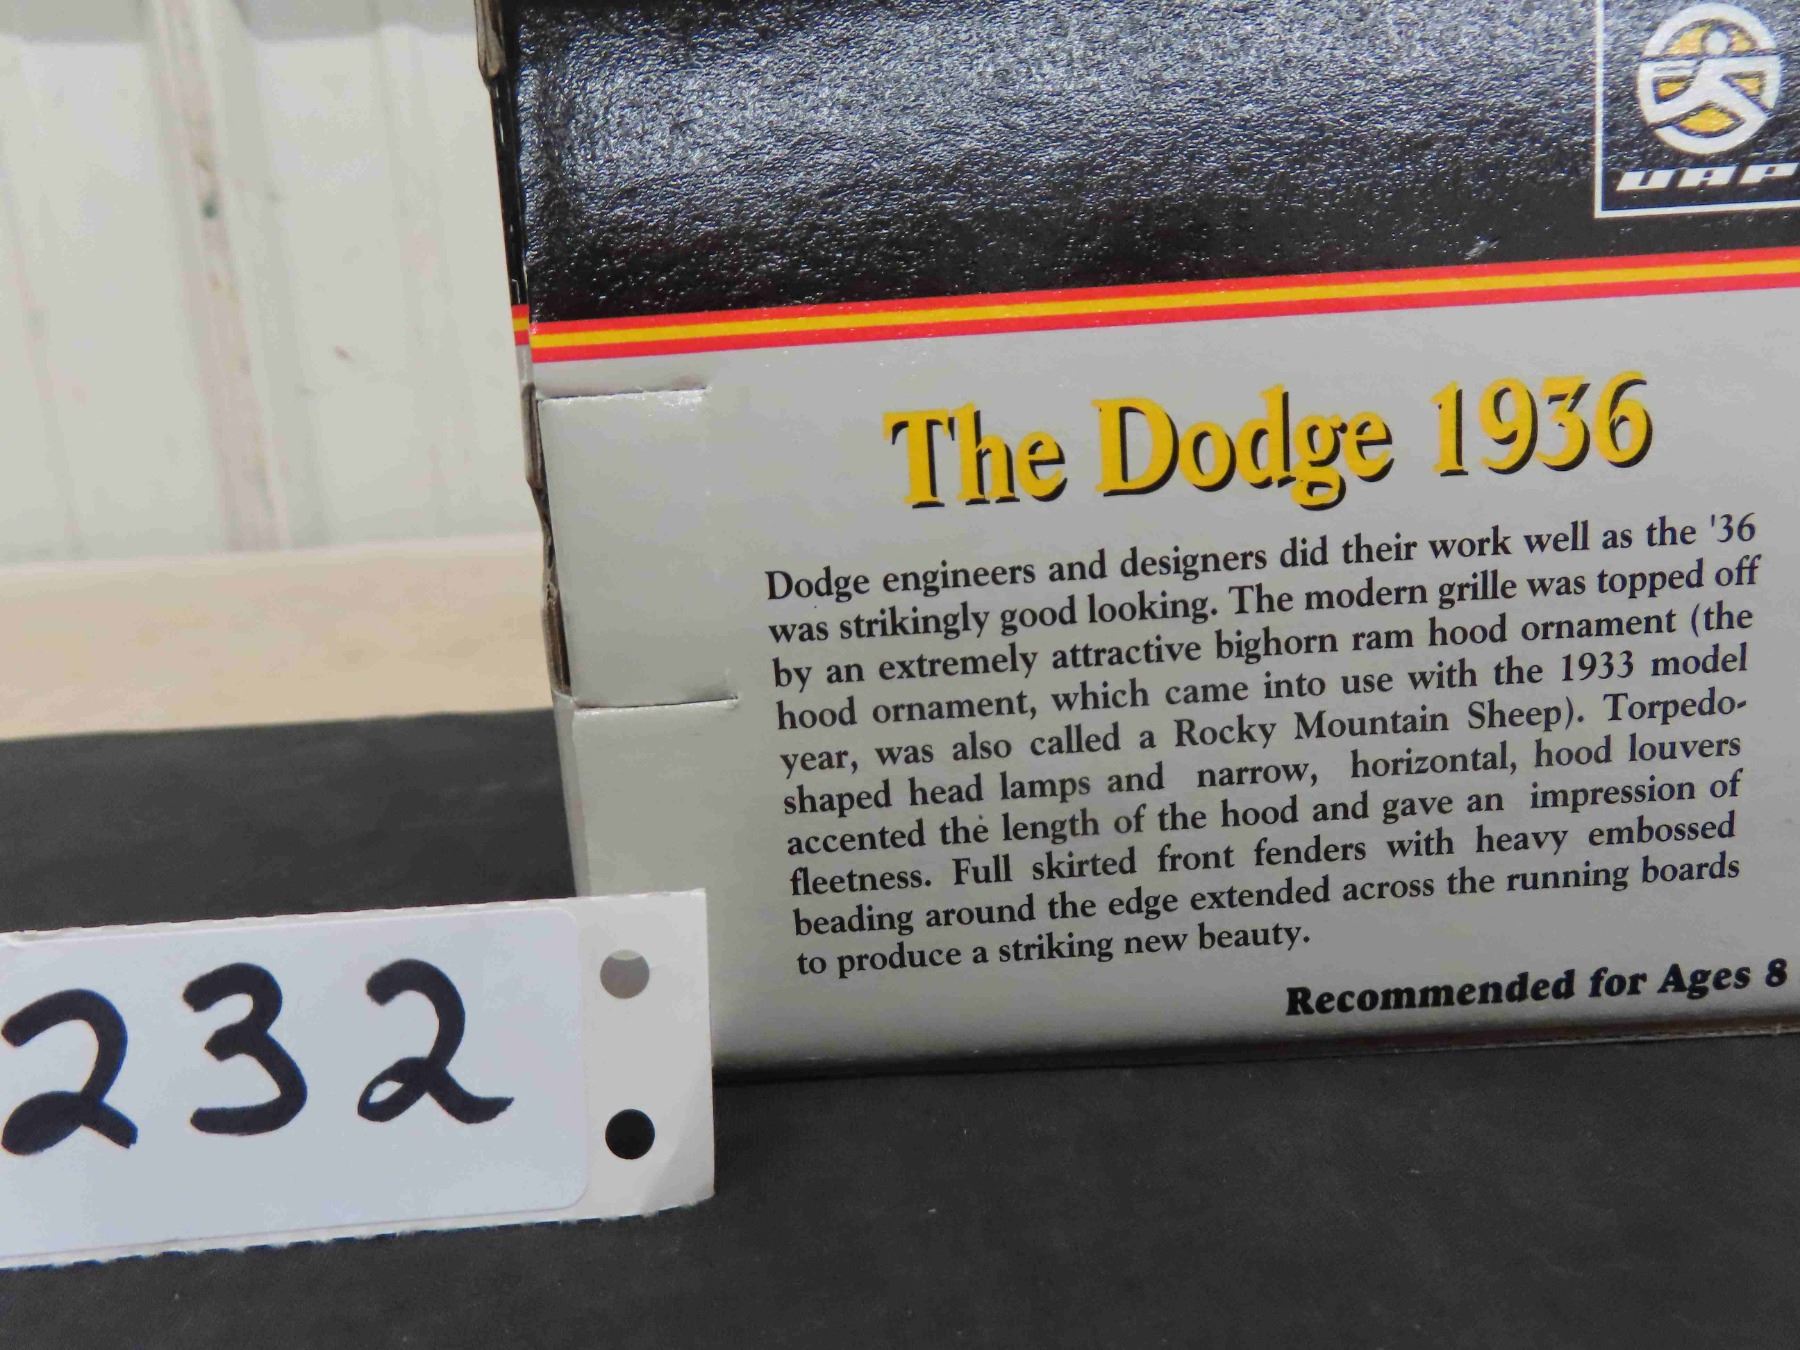 UAP
The Dodge 1936
Dodge engineers and designers did their work well as the '36
was strikingly good looking. The modern grille was topped off
by an extremely attractive bighorn ram hood ornament (the
hood ornament, which came into use with the 1933 model
year, was also called a Rocky Mountain Sheep). Torpedo-
shaped head lamps and narrow, horizontal, hood louvers
accented the length of the hood and gave an impression of
fleetness. Full skirted front fenders with heavy embossed
beading around the edge extended across the running boards
to produce a striking new beauty.
Recommended for Ages 8
232